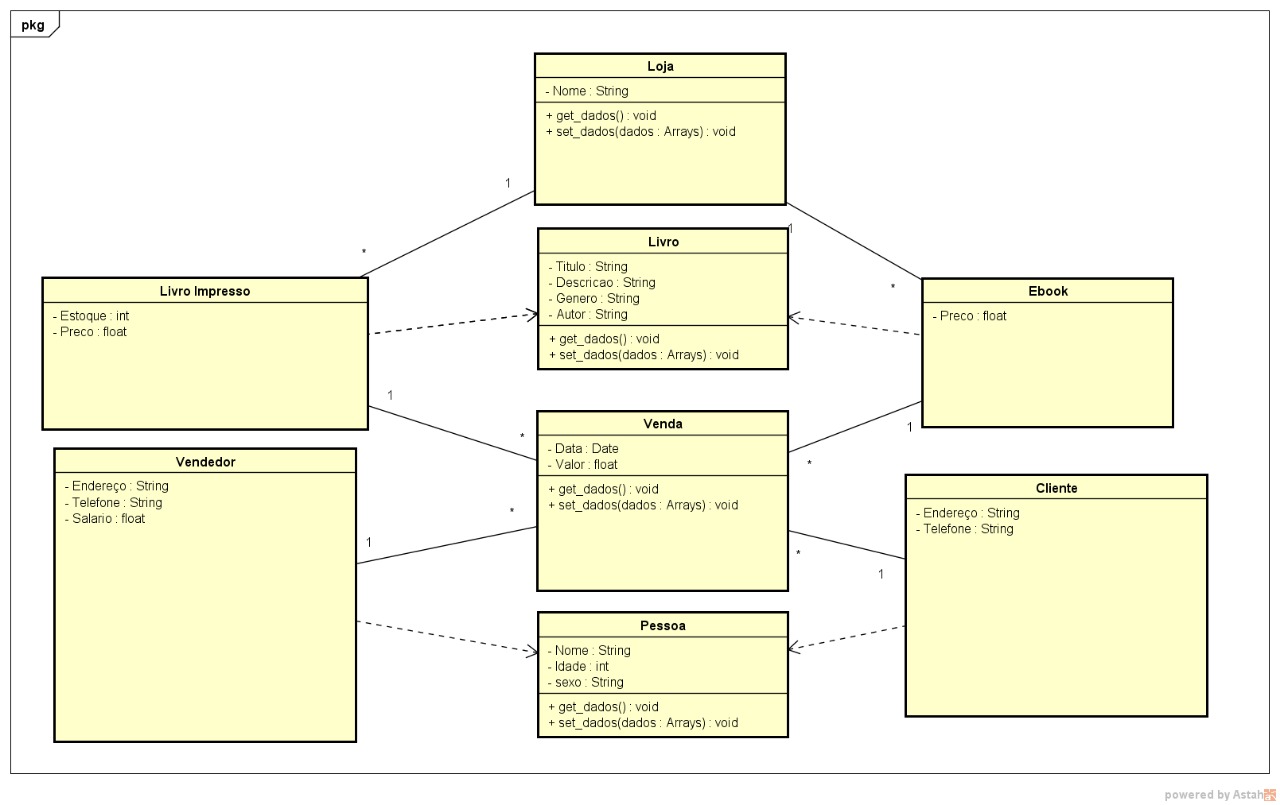 pkg
Loja
- Nome : String
+ get_dados() : void
+ set_dados(dados : Arrays) : void
1
*
1
*
Livro
- Titulo : String
- Descricao : String
- Genero : String
- Autor : String
+ get_dados() : void
+ set_dados(dados : Arrays) : void
Livro Impresso
- Estoque : int
- Preco : float
Ebook
- Preco : float
1
*
1
*
Venda
- Data : Date
- Valor : float
+ get_dados() : void
+ set_dados(dados : Arrays) : void
Vendedor
- Endereço : String
- Telefone : String
- Salario : float
Cliente
- Endereço : String
- Telefone : String
*
1
*
1
Pessoa
- Nome : String
- Idade : int
- sexo : String
+ get_dados() : void
+ set_dados(dados : Arrays) : void
powered by Astah